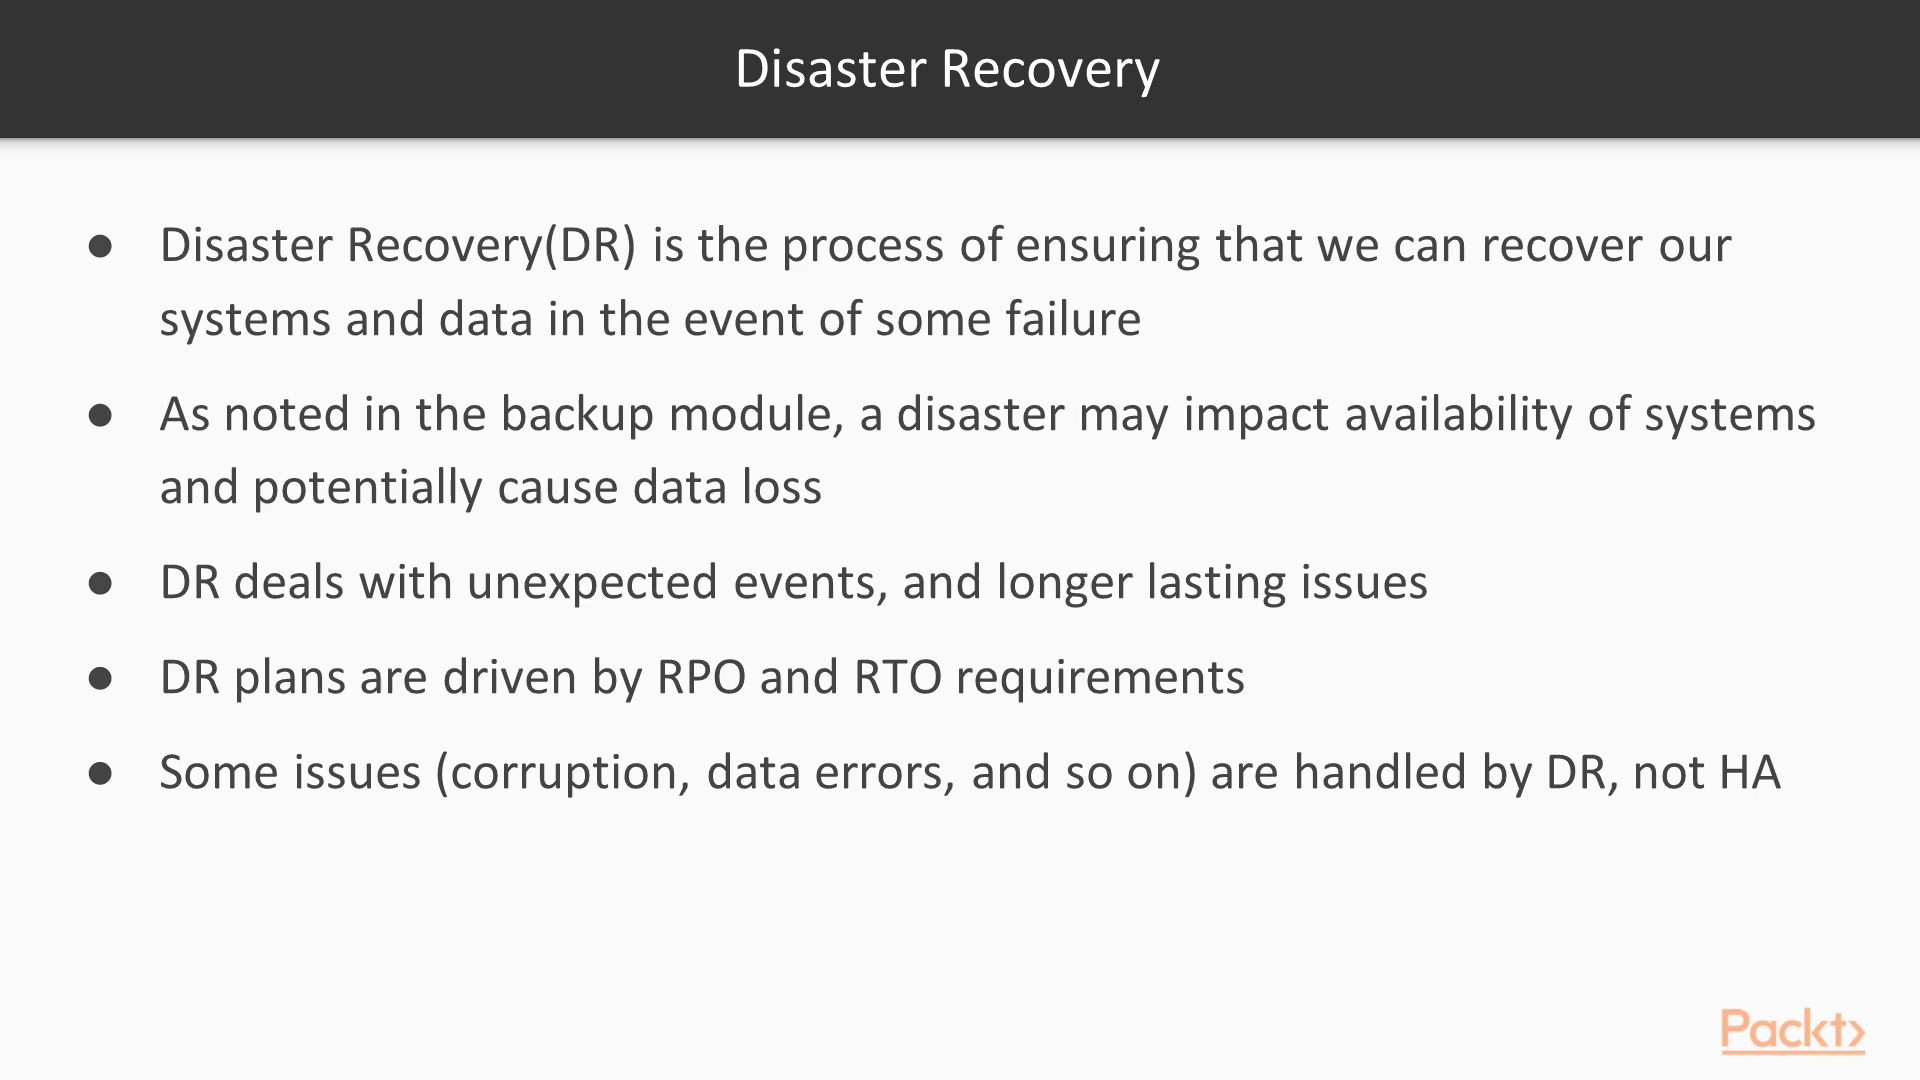 Disaster Recovery
● Disaster Recovery(DR) is the process of ensuring that we can recover our
systems and data in the event of some failure
● As noted in the backup module, a disaster may impact availability of systems
and potentially cause data loss
● DR deals with unexpected events, and longer lasting issues
● DR plans are driven by RPO and RTO requirements
● Some issues (corruption, data errors, and so on) are handled by DR, not HA
Packt>